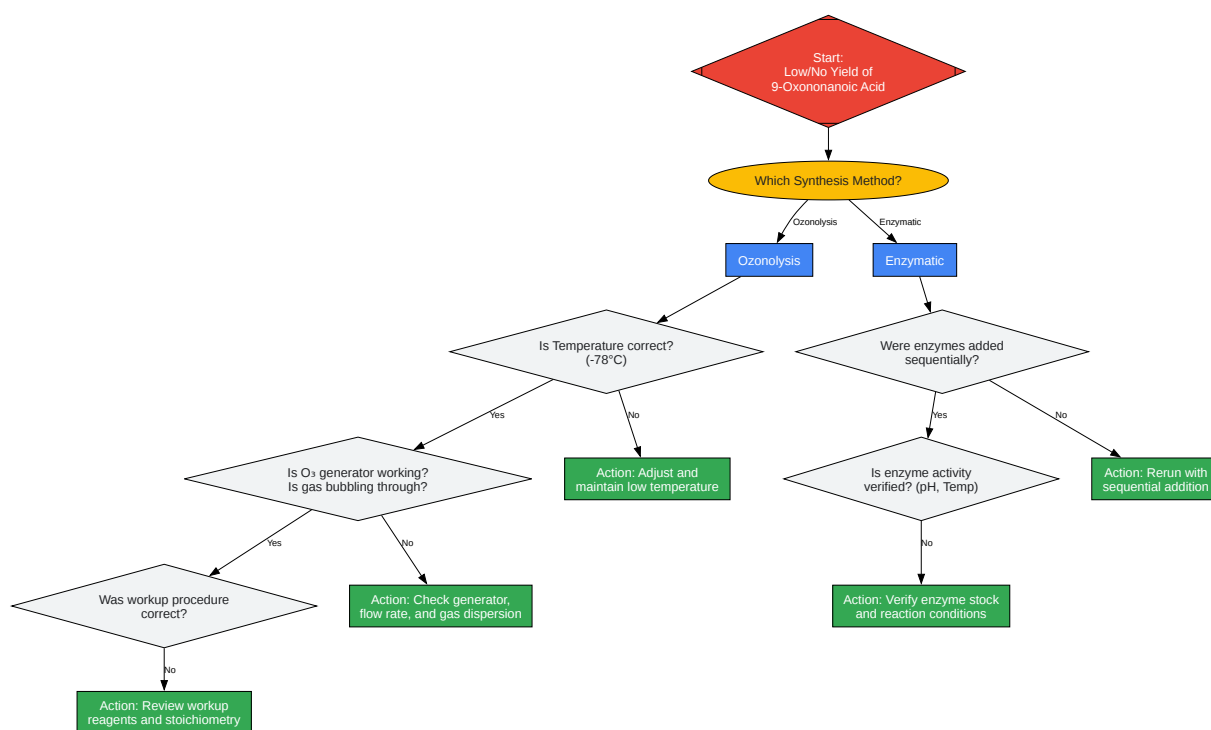 Start:
Low/No Yield of
9-Oxononanoic Acid
Which Synthesis Method?
Ozonolysis
Enzymatic
Ozonolysis
Enzymatic
Is Temperature correct?
(-78°C)
Were enzymes added
sequentially?
Yes
No
Yes
No
Is O₃ generator working?
Is gas bubbling through?
Action: Adjust and
maintain low temperature
Is enzyme activity
verified? (pH, Temp)
Action: Rerun with
sequential addition
Yes
No
No
Was workup procedure
correct?
Action: Check generator,
flow rate, and gas dispersion
Action: Verify enzyme stock
and reaction conditions
No
Action: Review workup
reagents and stoichiometry